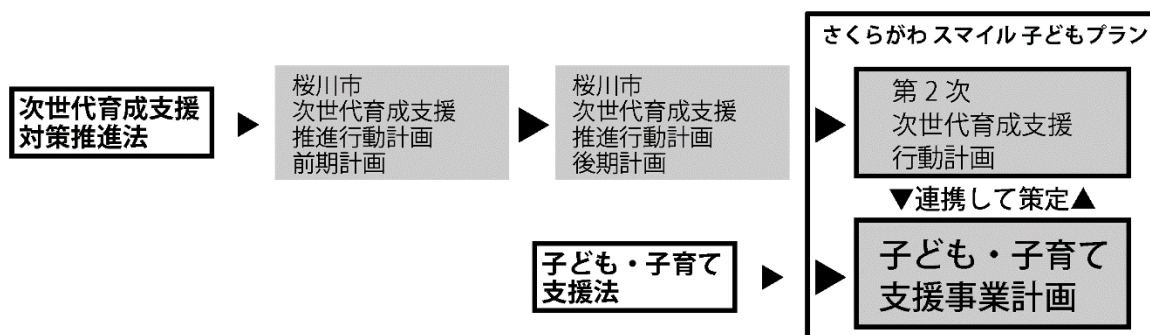 さくらがわ スマイル 子どもプラン
次世代育成支援
対策推進法
▶
桜川市
次世代育成支援
推進行動計画
前期計画
▶
桜川市
次世代育成支援
推進行動計画
後期計画
▶
第2次
次世代育成支援
行動計画
▼連携して策定▲
子ども・子育て
支援法
▶
▶
子ども・子育て
支援事業計画